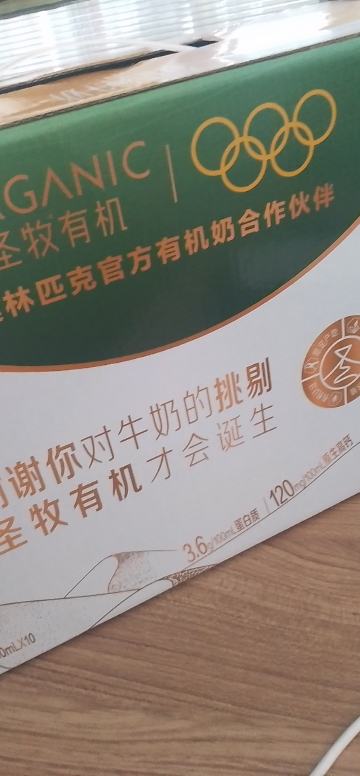 GANIC
圣牧有机
林匹克官方有机奶合作伙伴
谢你对牛奶的挑剔
圣牧有机才会诞生
3.6g/100mL蛋白质 | 120mg/100mL原生高钙
0mLX10